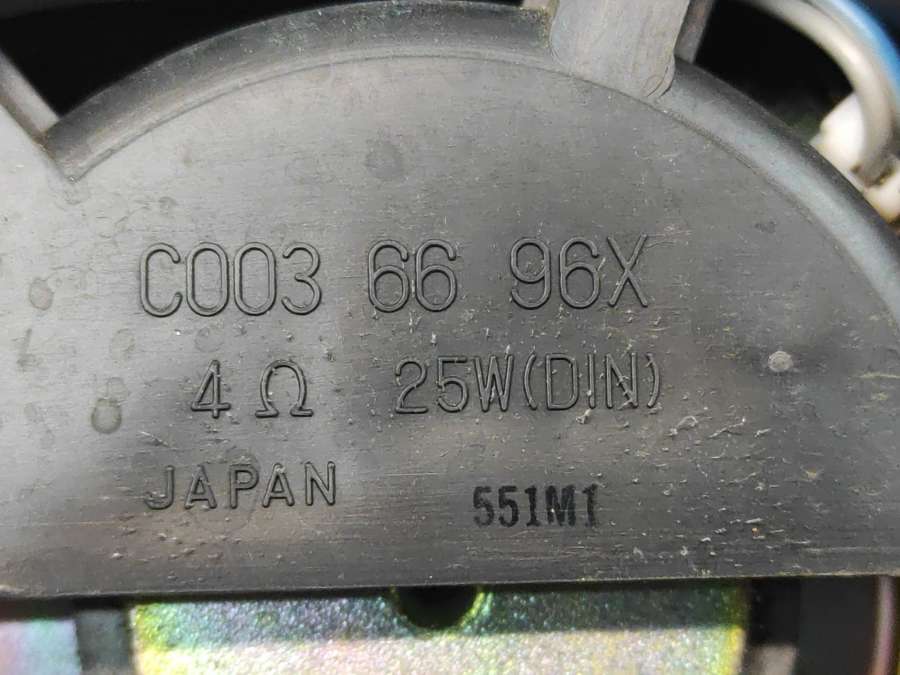 C003 66 96X
4 Ω 25W(DIN)
JAPAN 551M1